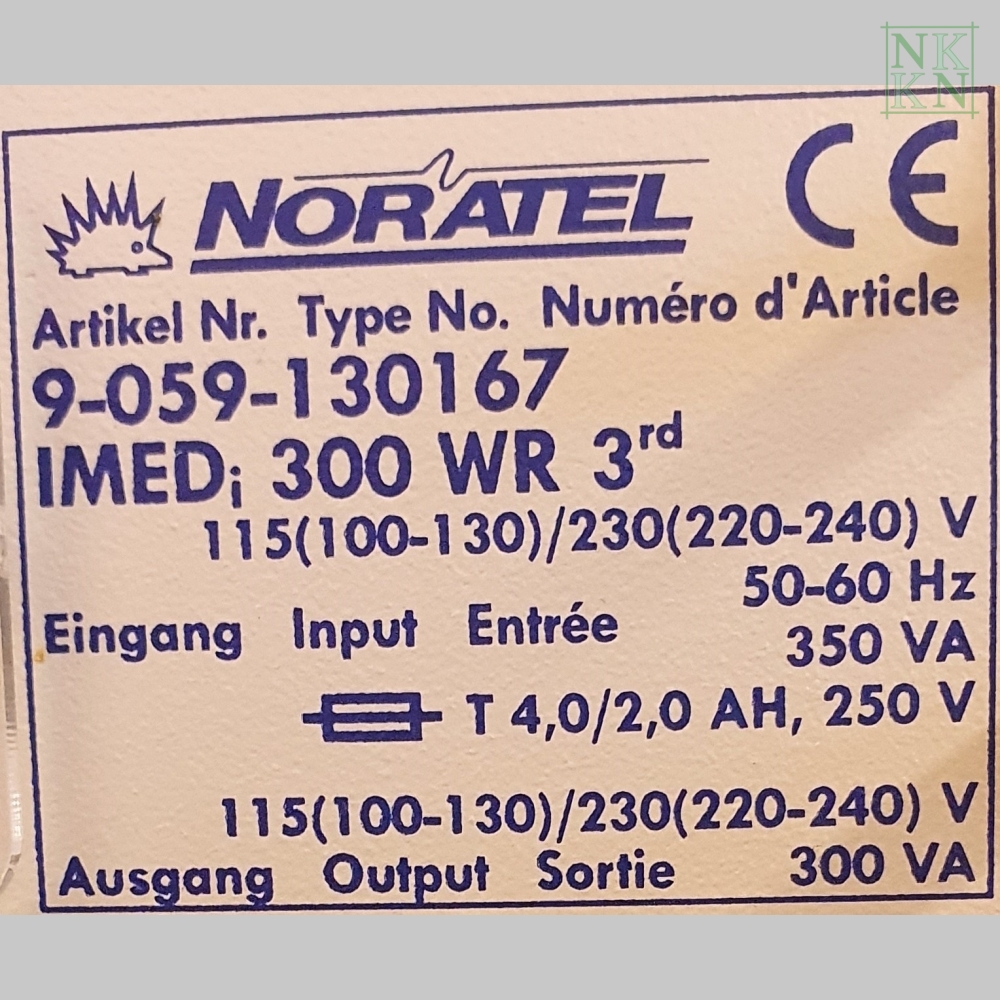 NK
KN
NORATEL CE
Artikel Nr. Type No. Numéro d'Article
9-059-130167
IMEDi 300 WR 3rd
115(100-130)/230(220-240) V
50-60 Hz
Eingang Input Entrée 350 VA
T 4,0/2,0 AH, 250 V
115(100-130)/230(220-240) V
Ausgang Output Sortie 300 VA